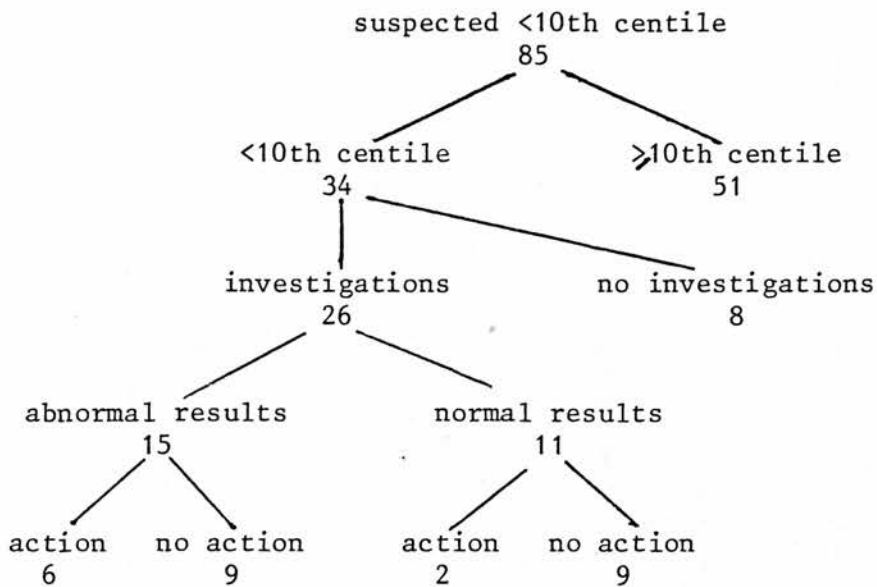 suspected <10th centile
85
<10th centile ⩾10th centile
34 51
investigations no investigations
26 8
abnormal results normal results
15 11
action no action action no action
6 9 2 9